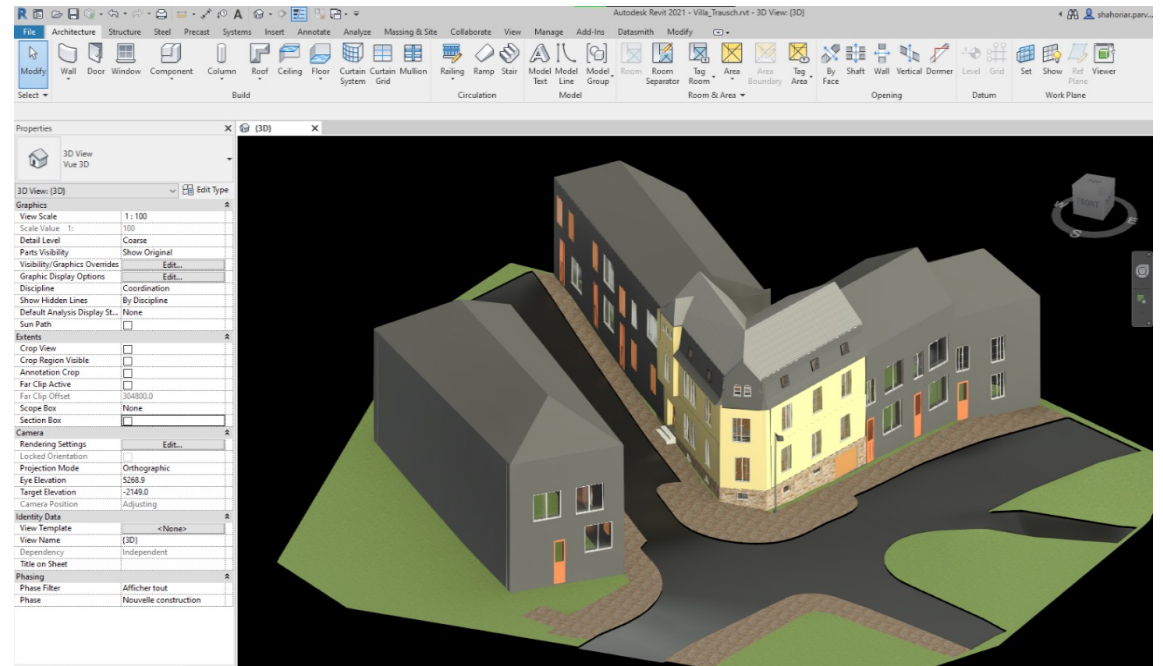 Autodesk Revit 2021 - Villa_Trausch.rvt - 3D View: {3D}
shahoriar.parv...
File Architecture Structure Steel Precast Systems Insert Annotate Analyze Massing & Site Collaborate View Manage Add-Ins Datasmith Modify
Modify Wall Door Window Component Column Roof Ceiling Floor Curtain System Curtain Grid Mullion Railing Ramp Stair Model Text Model Line Model Group Room Room Separator Tag Room Area Area Boundary Tag Area By Face Shaft Wall Vertical Dormer Level Grid Set Show Ref Plane Viewer
Select Build Circulation Model Room & Area Opening Datum Work Plane
Properties
{3D}
3D View
Vue 3D
3D View: {3D} Edit Type
Graphics
View Scale 1 : 100
Scale Value 1: 100
Detail Level Coarse
Parts Visibility Show Original
Visibility/Graphics Overrides Edit...
Graphic Display Options Edit...
Discipline Coordination
Show Hidden Lines By Discipline
Default Analysis Display St... None
Sun Path
Extents
Crop View
Crop Region Visible
Annotation Crop
Far Clip Active
Far Clip Offset 304800.0
Scope Box None
Section Box
Camera
Rendering Settings Edit...
Locked Orientation
Projection Mode Orthographic
Eye Elevation 5268.9
Target Elevation -2149.0
Camera Position Adjusting
Identity Data
View Template <None>
View Name {3D}
Dependency Independent
Title on Sheet
Phasing
Phase Filter Afficher tout
Phase Nouvelle construction
FRONT
W
S
E